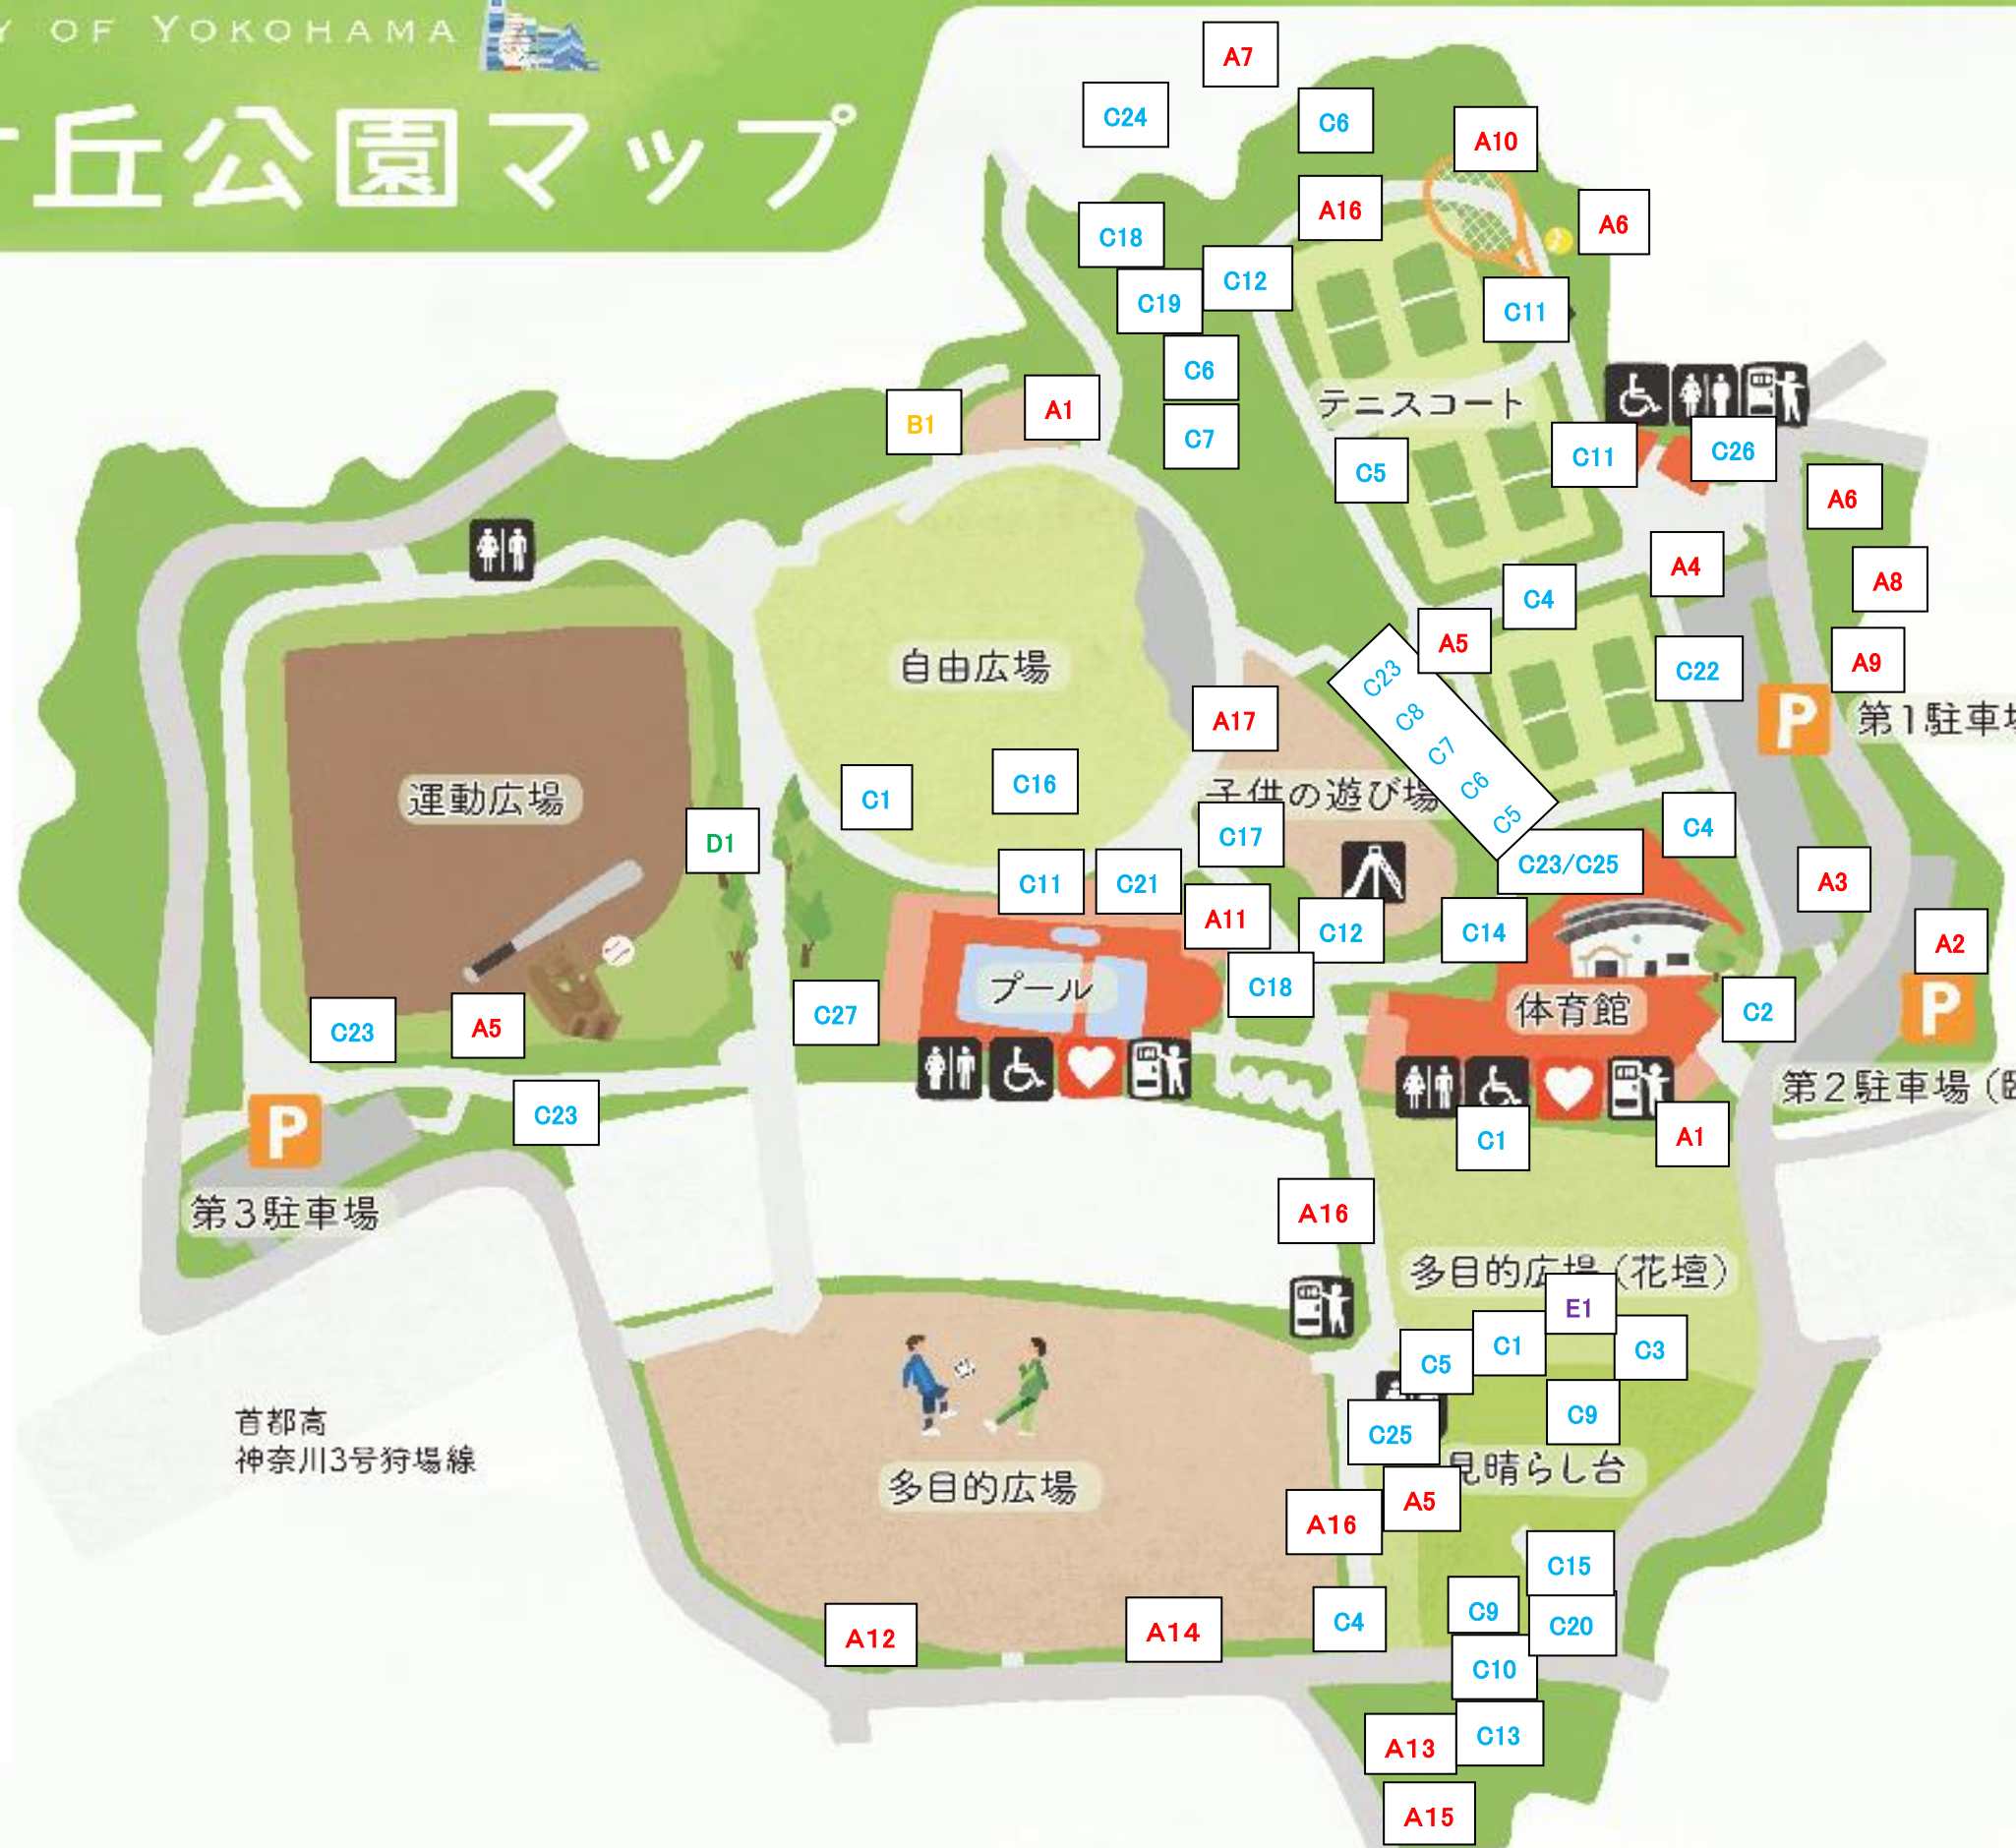 Y OF YOKOHAMA
丘公園マップ
A7
C24
C6
A10
A16
A6
C18
C12
C19
C11
C6
テニスコート
B1
A1
C7
C5
C11
C26
A6
A4
A8
C4
A5
自由広場
C22
A9
C23
C8
C7
C6
C5
A17
第1駐車場
P
運動広場
C1
C16
子供の遊び場
D1
C17
C4
C23/C25
C11
C21
A3
A11
C12
C14
A2
プール
C18
体育館
C27
C2
P
C23
A5
第2駐車場（
C23
P
C1
A1
第3駐車場
A16
多目的広場（花壇）
E1
C5
C1
C3
首都高
神奈川3号狩場線
C9
C25
見晴らし台
多目的広場
A5
A16
C15
A12
A14
C4
C9
C20
C10
C13
A13
A15